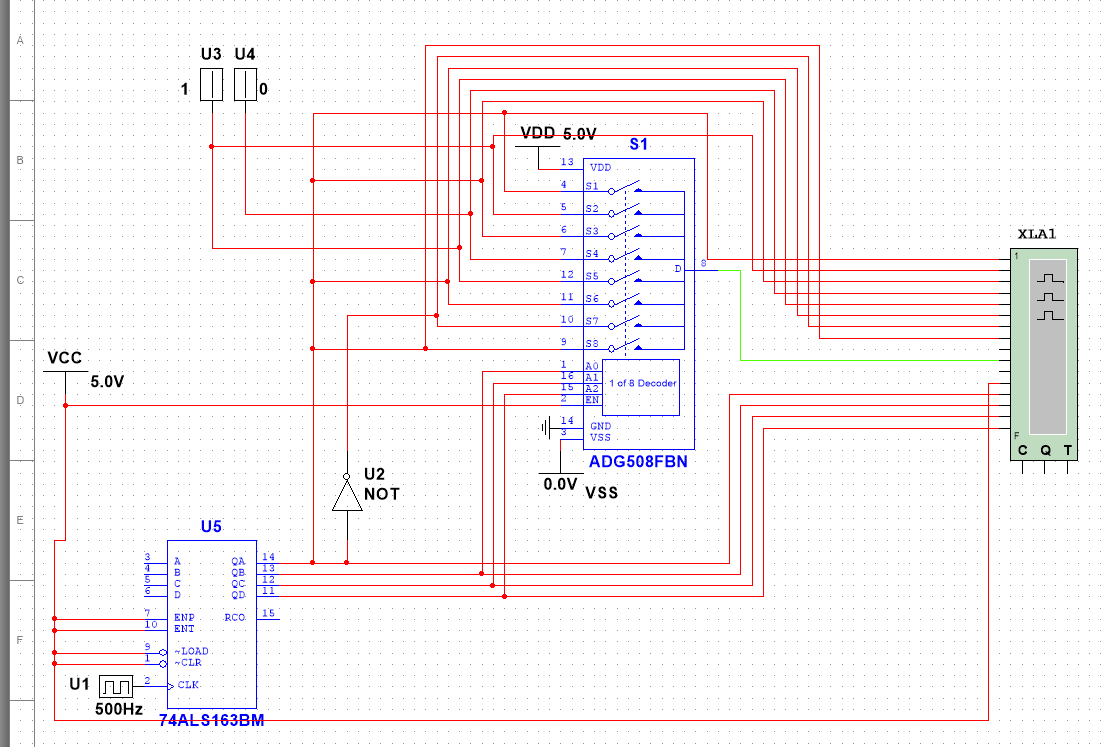 A
B
C
D
E
F
U3 U4
1
0
VDD 5.0V
S1
13 VDD
4 S1
5 S2
6 S3
7 S4
12 S5
11 S6
10 S7
9 S8
D 8
1 A0
16 A1
15 A2
2 EN
1 of 8 Decoder
14 GND
3 VSS
ADG508FBN
0.0V
VSS
XLA1
1
F
C Q T
VCC
5.0V
U2
NOT
U5
3 A QA 14
4 B QB 13
5 C QC 12
6 D QD 11
7 ENP RCO 15
10 ENT
9 ~LOAD
1 ~CLR
U1
2 CLK
500Hz
74ALS163BM